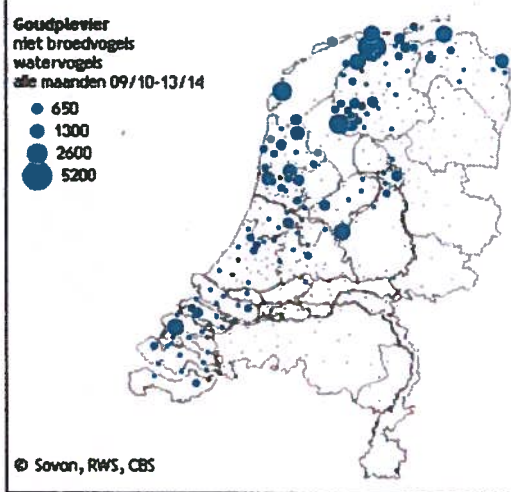 Goudplevier
niet broedvogels
watervogels
alle maanden 09/10-13/14
650
1300
2600
5200
© Sovon, RWS, CBS